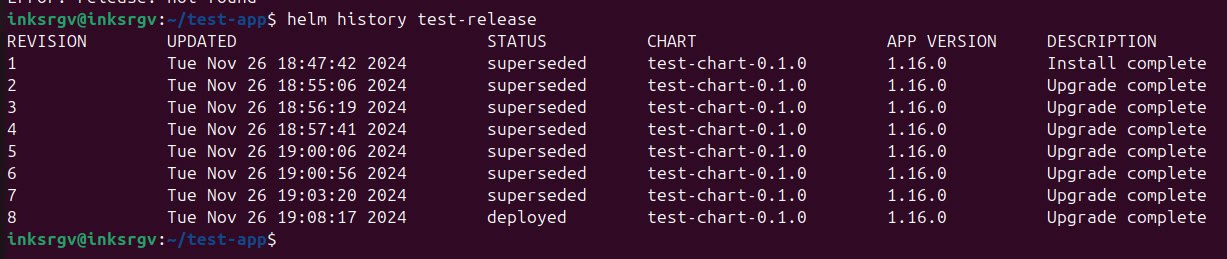 Error: release: not found
inksrgv@inksrgv:~/test-app$ helm history test-release
REVISION UPDATED STATUS CHART APP VERSION DESCRIPTION
1 Tue Nov 26 18:47:42 2024 superseded test-chart-0.1.0 1.16.0 Install complete
2 Tue Nov 26 18:55:06 2024 superseded test-chart-0.1.0 1.16.0 Upgrade complete
3 Tue Nov 26 18:56:19 2024 superseded test-chart-0.1.0 1.16.0 Upgrade complete
4 Tue Nov 26 18:57:41 2024 superseded test-chart-0.1.0 1.16.0 Upgrade complete
5 Tue Nov 26 19:00:06 2024 superseded test-chart-0.1.0 1.16.0 Upgrade complete
6 Tue Nov 26 19:00:56 2024 superseded test-chart-0.1.0 1.16.0 Upgrade complete
7 Tue Nov 26 19:03:20 2024 superseded test-chart-0.1.0 1.16.0 Upgrade complete
8 Tue Nov 26 19:08:17 2024 deployed test-chart-0.1.0 1.16.0 Upgrade complete
inksrgv@inksrgv:~/test-app$